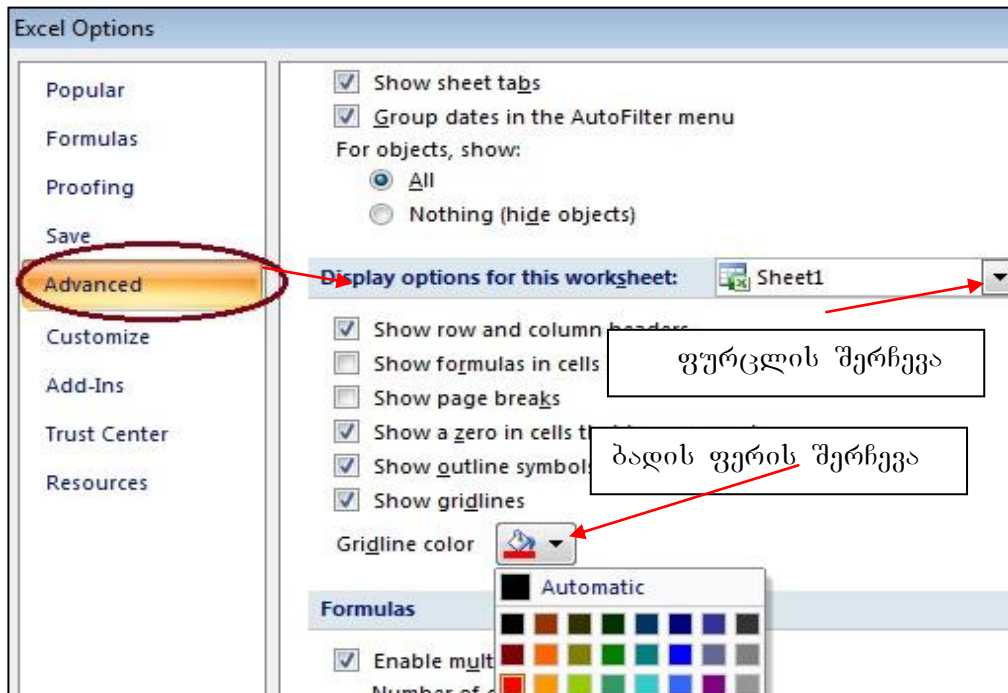 Excel Options
Popular
Formulas
Proofing
Save
Advanced
Customize
Add-Ins
Trust Center
Resources
Show sheet tabs
Group dates in the AutoFilter menu
For objects, show:
All
Nothing (hide objects)
Display options for this worksheet: Sheet1
Show row and column headers
ფურცლის შერჩევა
Show formulas in cells
Show page breaks
Show a zero in cells
ბადის ფერის შერჩევა
Show outline symbols
Show gridlines
Gridline color
Automatic
Formulas
Enable
Number of